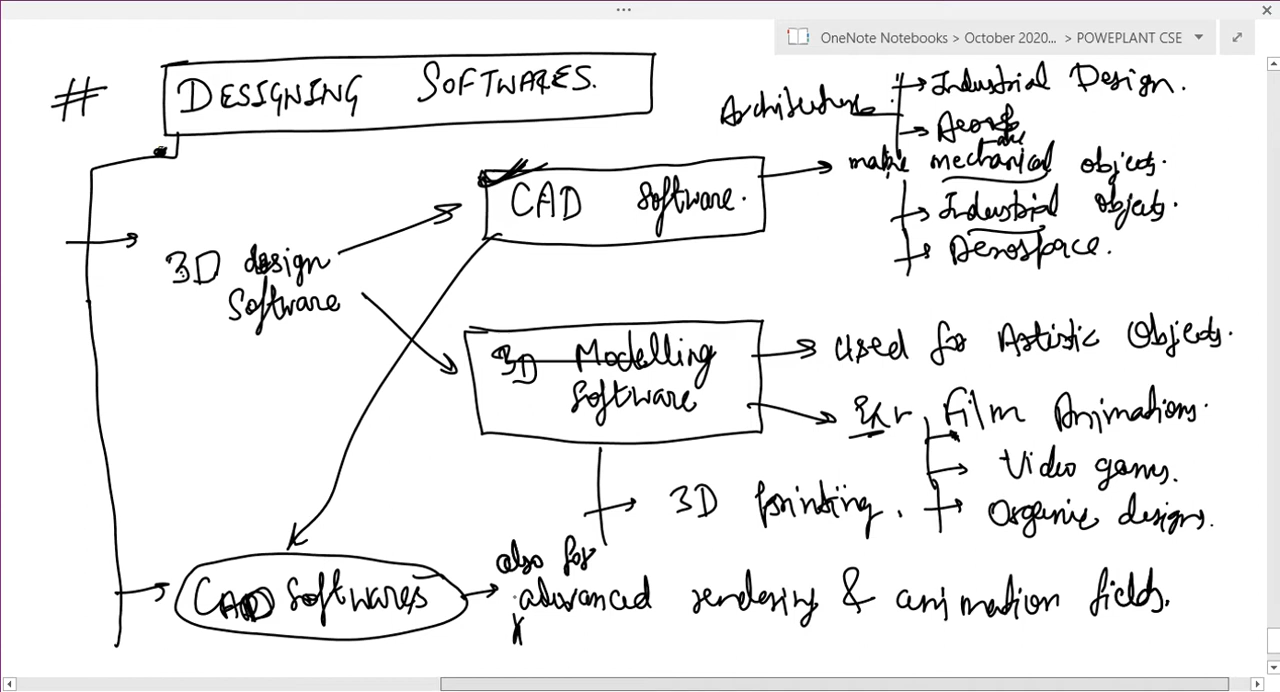 OneNote Notebooks > October 2020... > POWEPLANT CSE
# DESIGNING SOFTWARES.
Architecture
→ Industrial Design.
→
CAD Software.
→ make mechanical objects.
→ Industrial Objects.
→ Aerospace.
3D design
Software
3D Modelling
Software
→ used for Artistic Objects.
→ Ex:- Film Animations.
→ Video games.
→ Organic designs.
→ 3D printing.
CAD Softwares
→ also for
advanced rendering & animation fields.